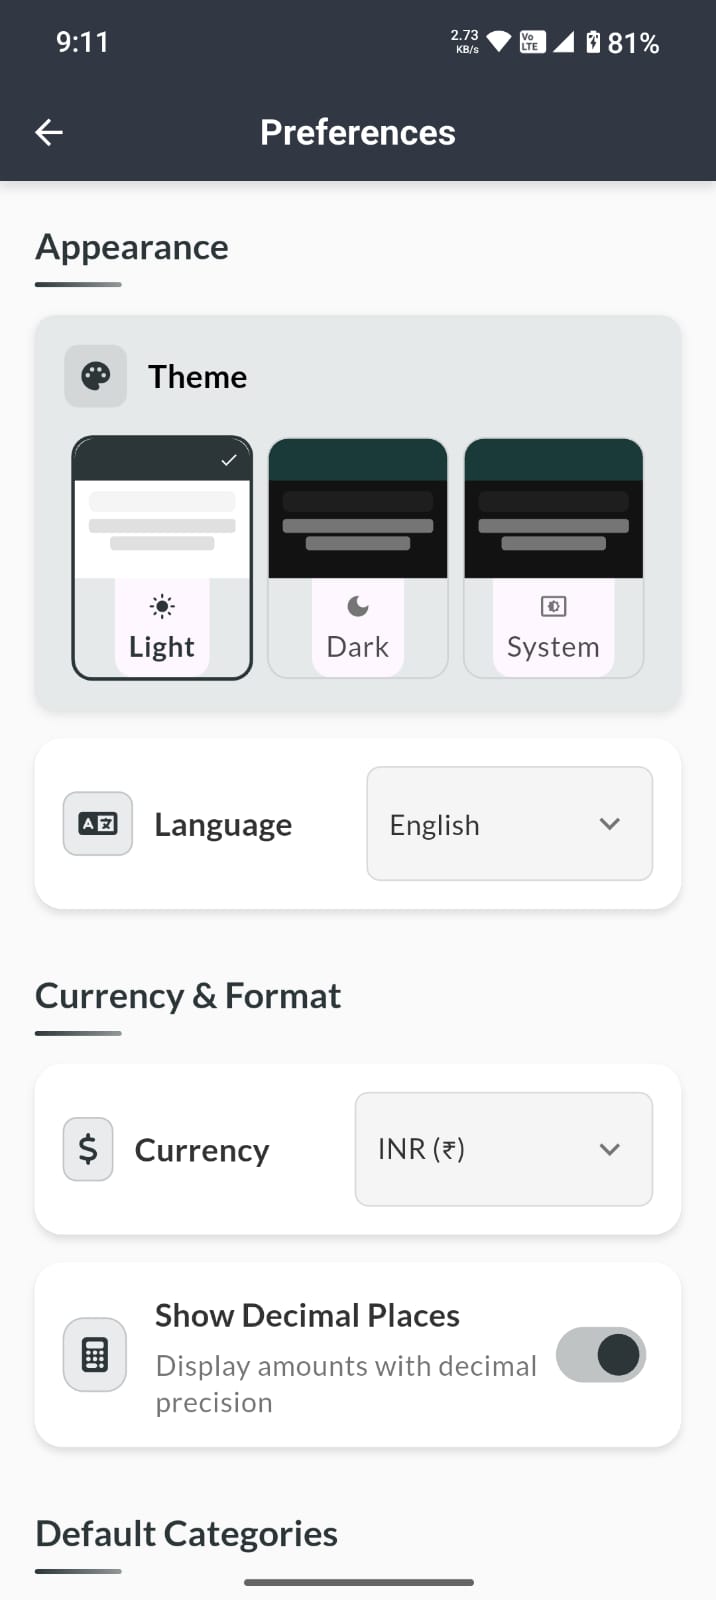 9:11
2.73
KB/s
Vo
LTE
81%
Preferences
Appearance
Theme
Light
Dark
System
A
Language
English
Currency & Format
$
Currency
INR (₹)
Show Decimal Places
Display amounts with decimal
precision
Default Categories